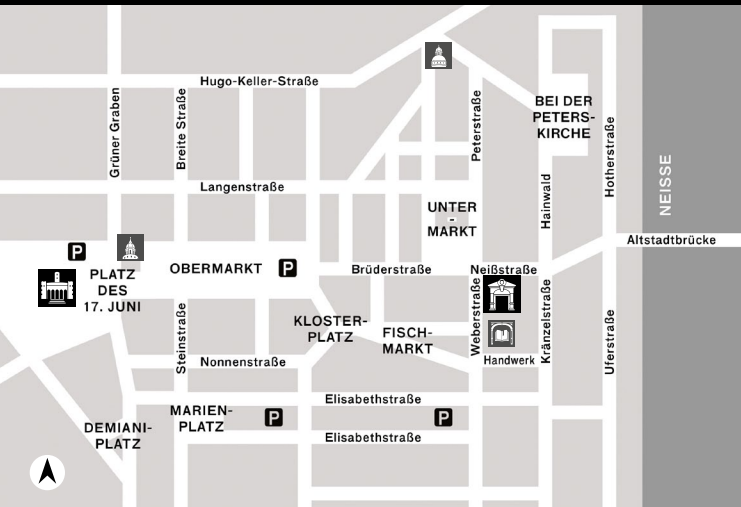 Hugo-Keller-Straße
Grüner Graben
Breite Straße
Peterstraße
BEI DER
PETERS-
KIRCHE
Hotherstraße
NEISSE
Langenstraße
Hainwald
UNTER
-
MARKT
Altstadtbrücke
P
PLATZ
DES
17. JUNI
OBERMARKT
P
Brüderstraße
Neißstraße
Weberstraße
Kränzelstraße
Uferstraße
Steinstraße
KLOSTER-
PLATZ
FISCH-
MARKT
Handwerk
Nonnenstraße
Elisabethstraße
MARIEN-
PLATZ
P
P
DEMIANI-
PLATZ
Elisabethstraße